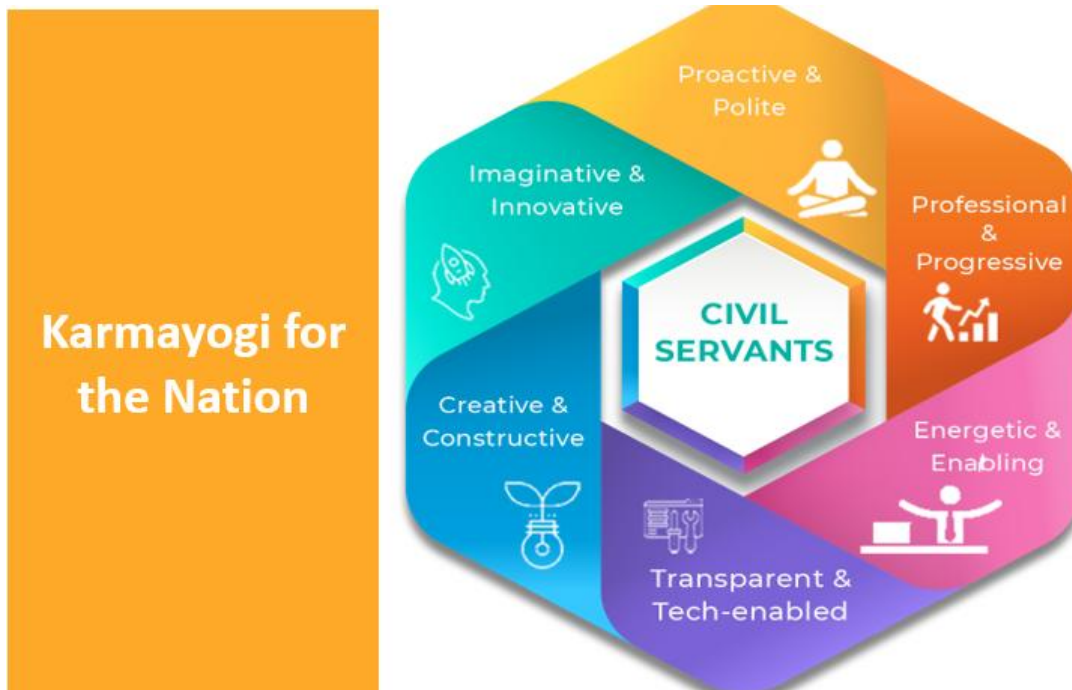 Karmayogi for
the Nation
Proactive &
Polite
Professional
&
Progressive
Energetic &
Enabling
Transparent &
Tech-enabled
Creative &
Constructive
Imaginative &
Innovative
CIVIL
SERVANTS